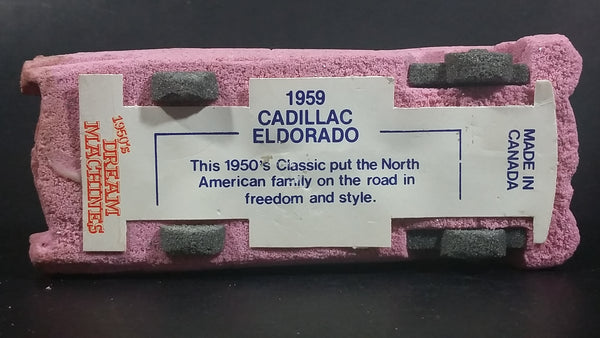 1950's
DREAM
MACHINES
1959
CADILLAC
ELDORADO
This 1950's Classic put the North
American family on the road in
freedom and style.
MADE IN
CANADA